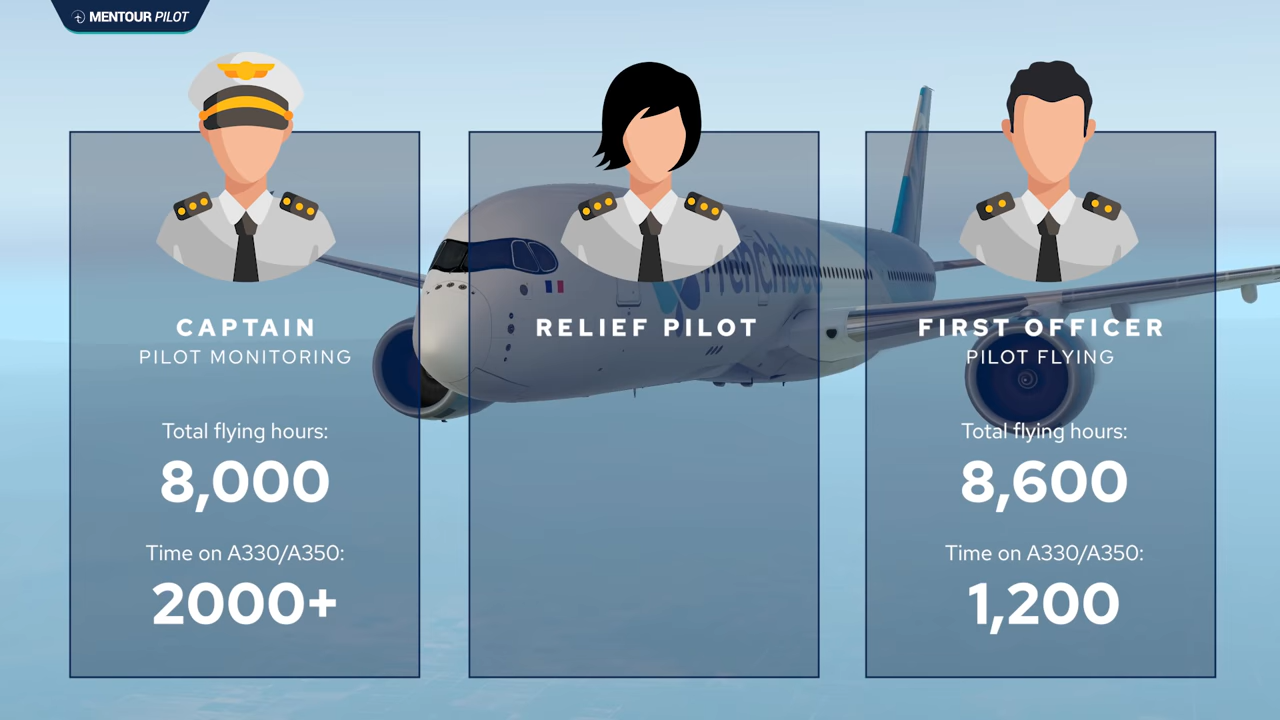 MENTOUR PILOT
CAPTAIN
PILOT MONITORING
Total flying hours:
8,000
Time on A330/A350:
2000+
frenchbee
RELIEF PILOT
FIRST OFFICER
PILOT FLYING
Total flying hours:
8,600
Time on A330/A350:
1,200